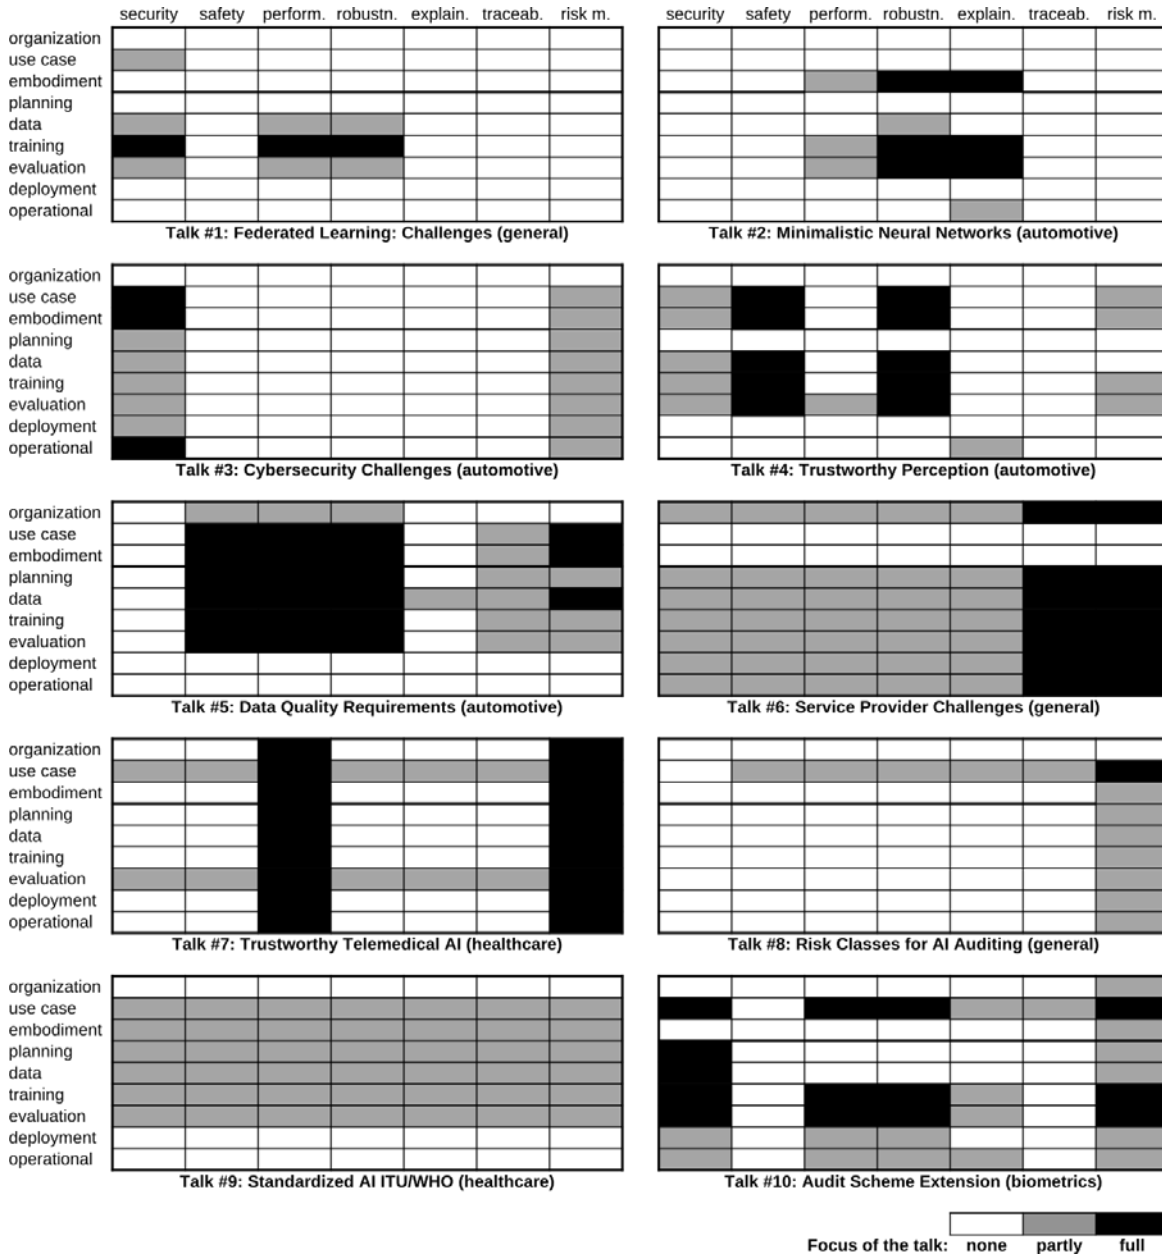 security safety perform. robustn. explain. traceab. risk m. security safety perform. robustn. explain. traceab. risk m.
organization
use case
embodiment
planning
data
training
evaluation
deployment
operational
Talk #1: Federated Learning: Challenges (general) Talk #2: Minimalistic Neural Networks (automotive)
organization
use case
embodiment
planning
data
training
evaluation
deployment
operational
Talk #3: Cybersecurity Challenges (automotive) Talk #4: Trustworthy Perception (automotive)
organization
use case
embodiment
planning
data
training
evaluation
deployment
operational
Talk #5: Data Quality Requirements (automotive) Talk #6: Service Provider Challenges (general)
organization
use case
embodiment
planning
data
training
evaluation
deployment
operational
Talk #7: Trustworthy Telemedical AI (healthcare) Talk #8: Risk Classes for AI Auditing (general)
organization
use case
embodiment
planning
data
training
evaluation
deployment
operational
Talk #9: Standardized AI ITU/WHO (healthcare) Talk #10: Audit Scheme Extension (biometrics)
Focus of the talk: none partly full